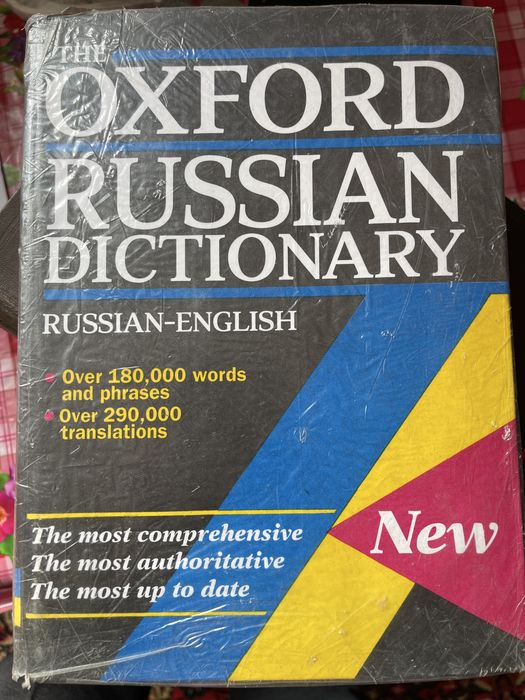 THE
OXFORD
RUSSIAN
DICTIONARY
RUSSIAN-ENGLISH
Over 180,000 words
and phrases
Over 290,000
translations
The most comprehensive
The most authoritative
The most up to date
New